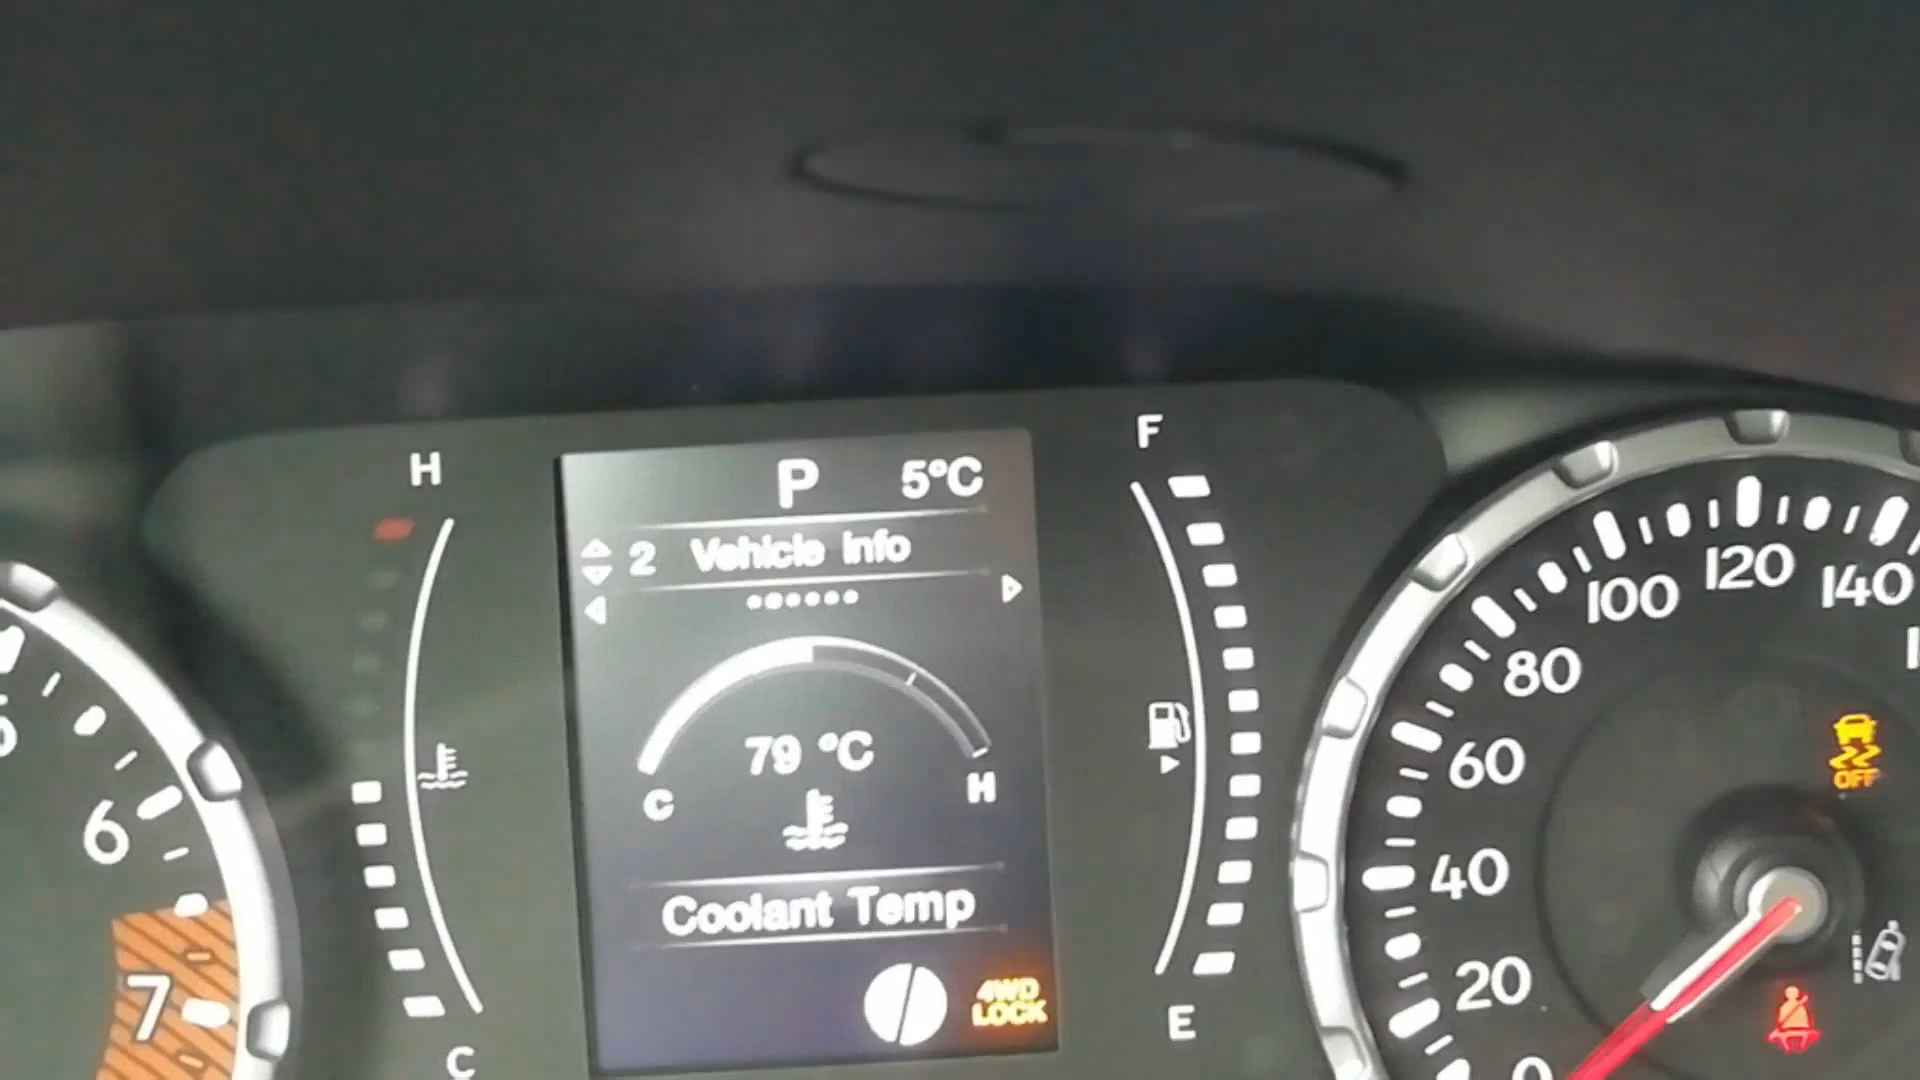 H
P 5°C
F
2 Vehicle Info
79 °C
C H
Coolant Temp
4WD
LOCK
C
E
6
7
0
20
40
60
80
100
120
140
OFF